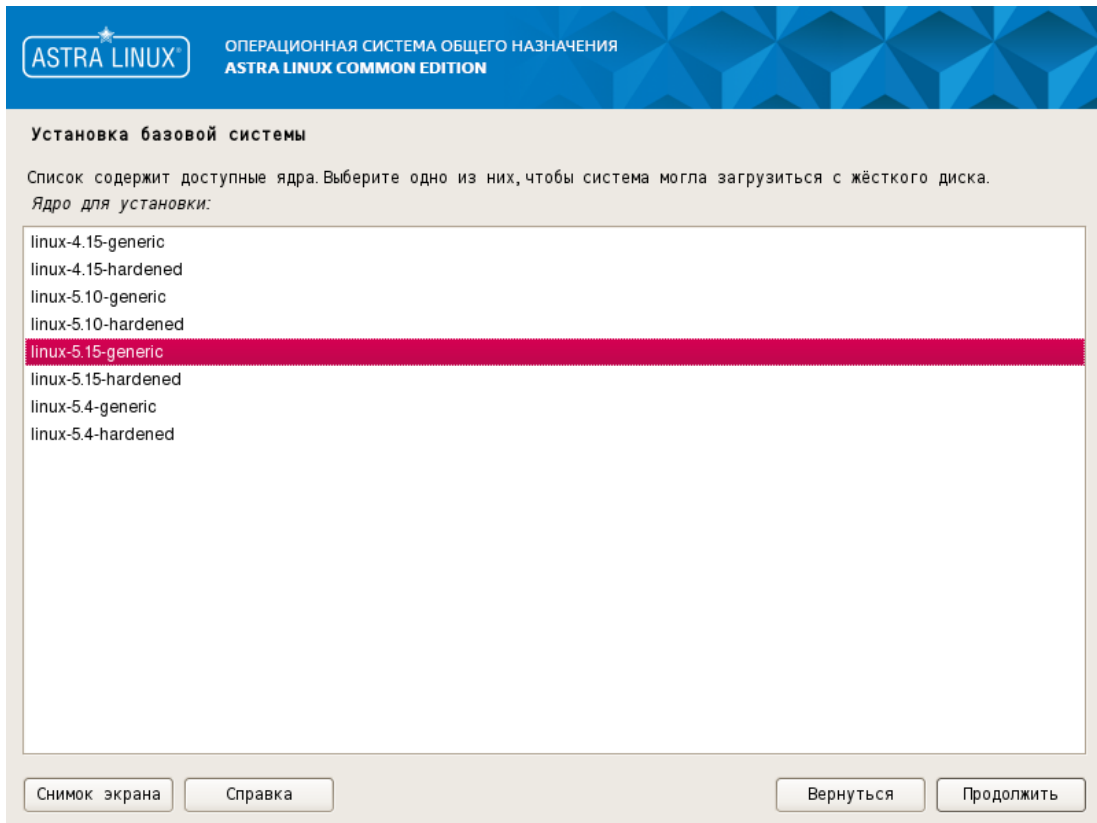 ASTRA LINUX®
ОПЕРАЦИОННАЯ СИСТЕМА ОБЩЕГО НАЗНАЧЕНИЯ
ASTRA LINUX COMMON EDITION
Установка базовой системы
Список содержит доступные ядра. Выберите одно из них, чтобы система могла загрузиться с жёсткого диска.
Ядро для установки:
linux-4.15-generic
linux-4.15-hardened
linux-5.10-generic
linux-5.10-hardened
linux-5.15-generic
linux-5.15-hardened
linux-5.4-generic
linux-5.4-hardened
Снимок экрана Справка Вернуться Продолжить